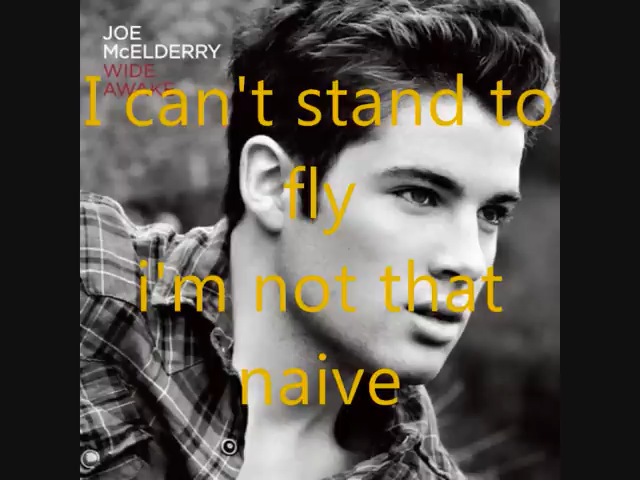 JOE
McELDERRY
WIDE
AWAKE
I can't stand to
fly
i'm not that
naive